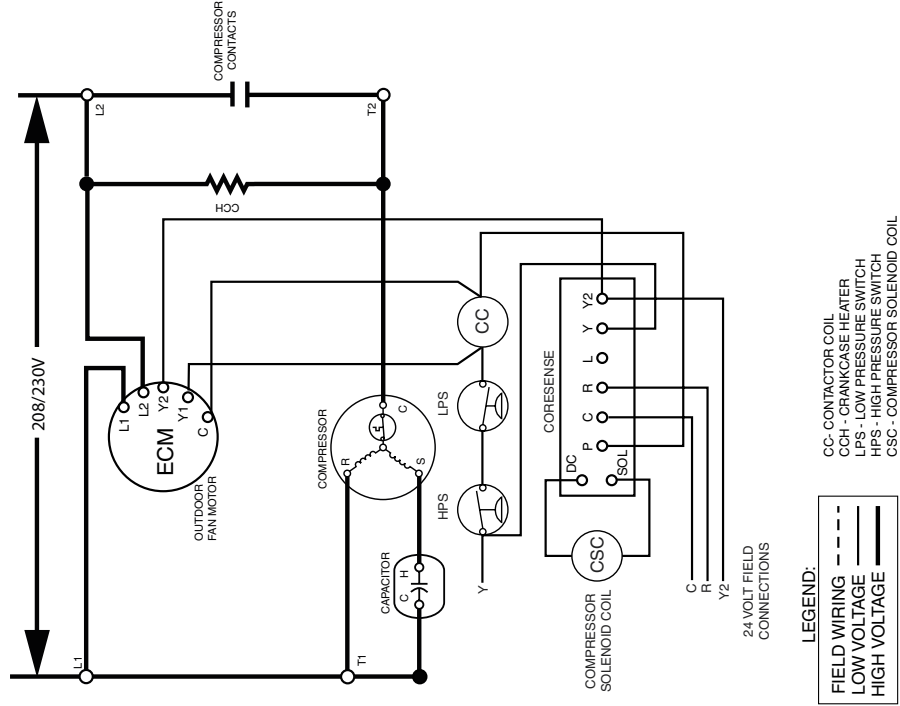 208/230V
L1
L2
COMPRESSOR
CONTACTS
T2
CCH
L1
L2
Y2
Y1
C
ECM
OUTDOOR
FAN MOTOR
COMPRESSOR
R
C
S
CAPACITOR
C
H
T1
CC
LPS
HPS
Y
CORESENSE
DC
SOL
P
C
R
L
Y
Y2
CSC
COMPRESSOR
SOLENOID COIL
C
R
Y2
24 VOLT FIELD
CONNECTIONS
LEGEND:
FIELD WIRING
LOW VOLTAGE
HIGH VOLTAGE
CC- CONTACTOR COIL
CCH - CRANKCASE HEATER
LPS - LOW PRESSURE SWITCH
HPS - HIGH PRESSURE SWITCH
CSC - COMPRESSOR SOLENOID COIL